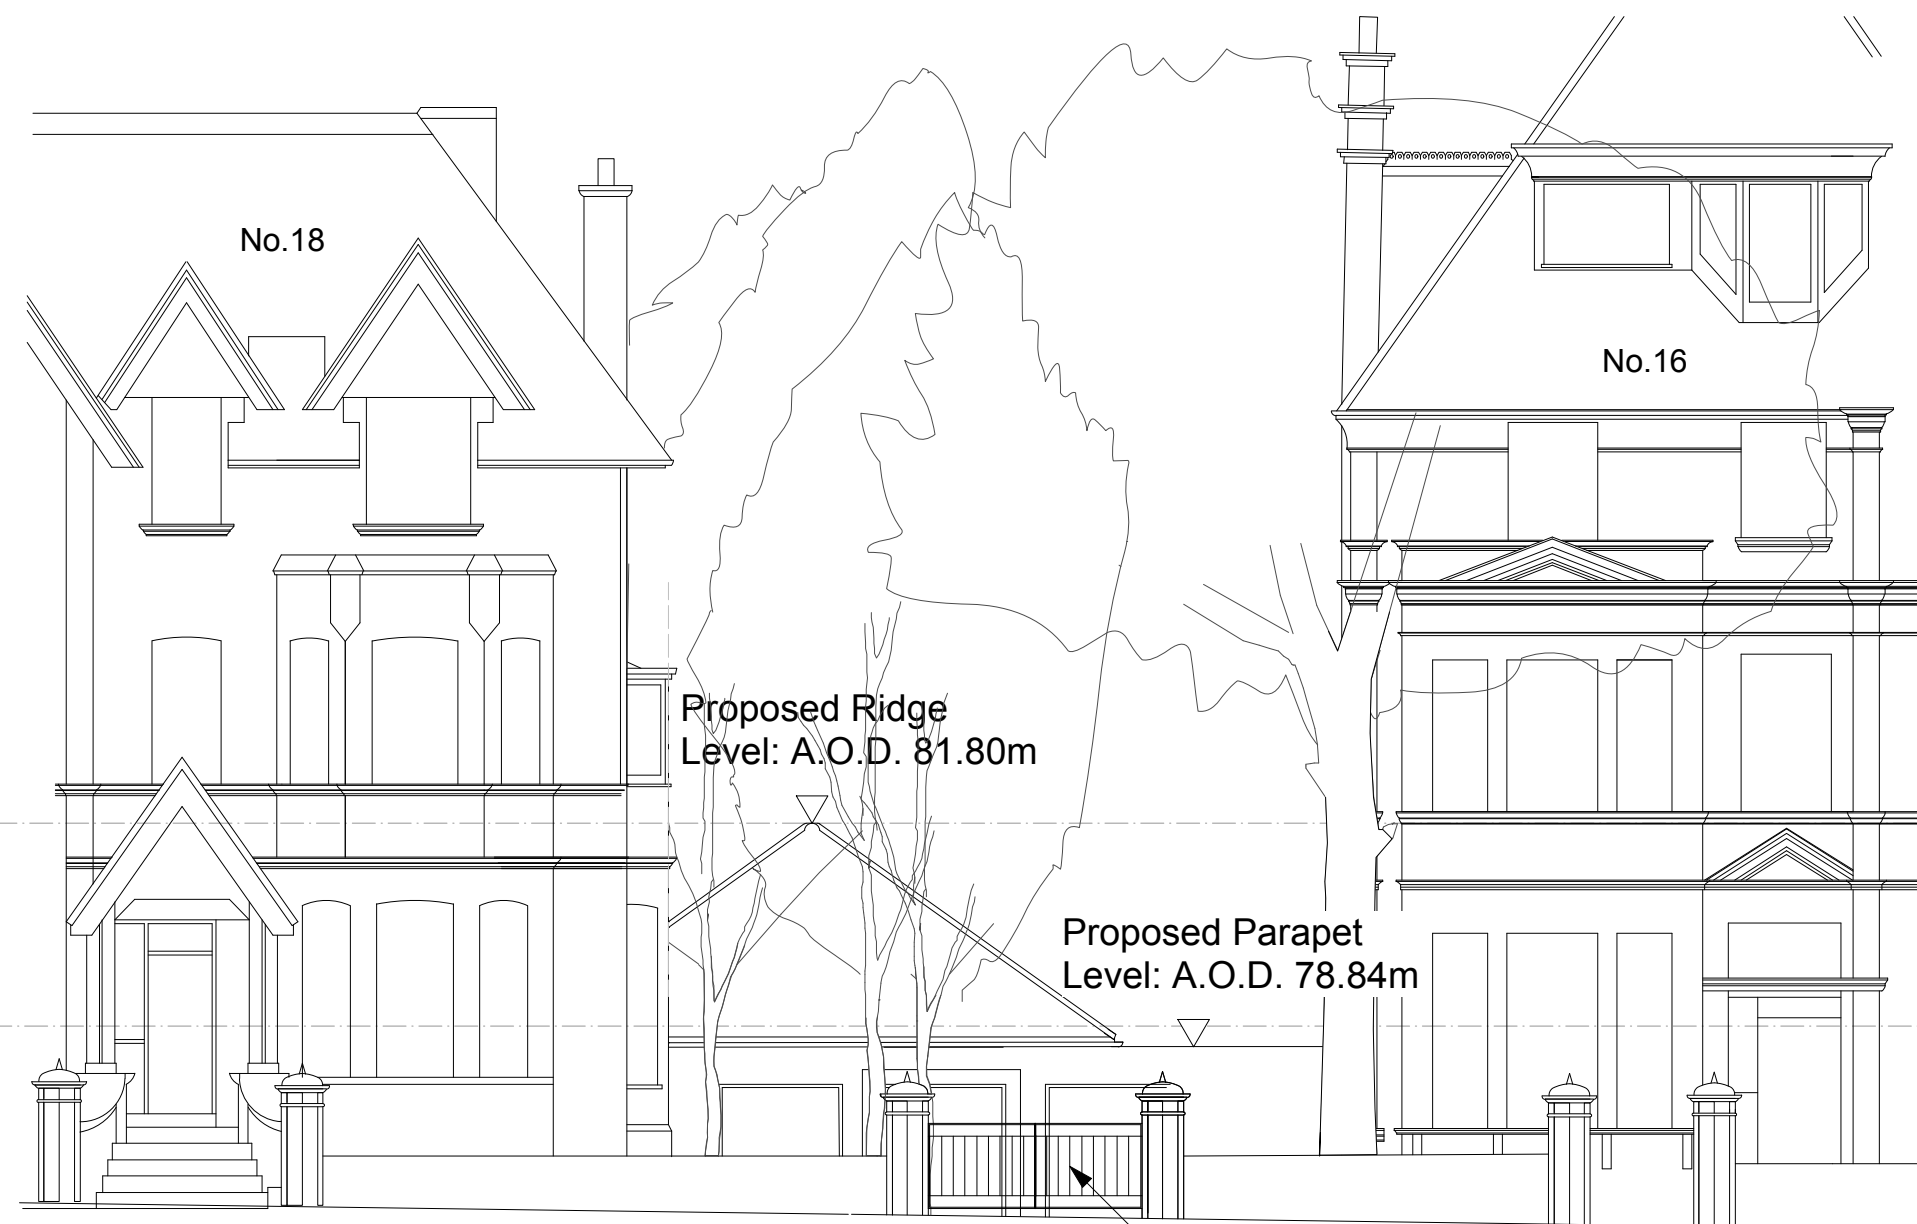 No.18
No.16
Proposed Ridge
Level: A.O.D. 81.80m
Proposed Parapet
Level: A.O.D. 78.84m